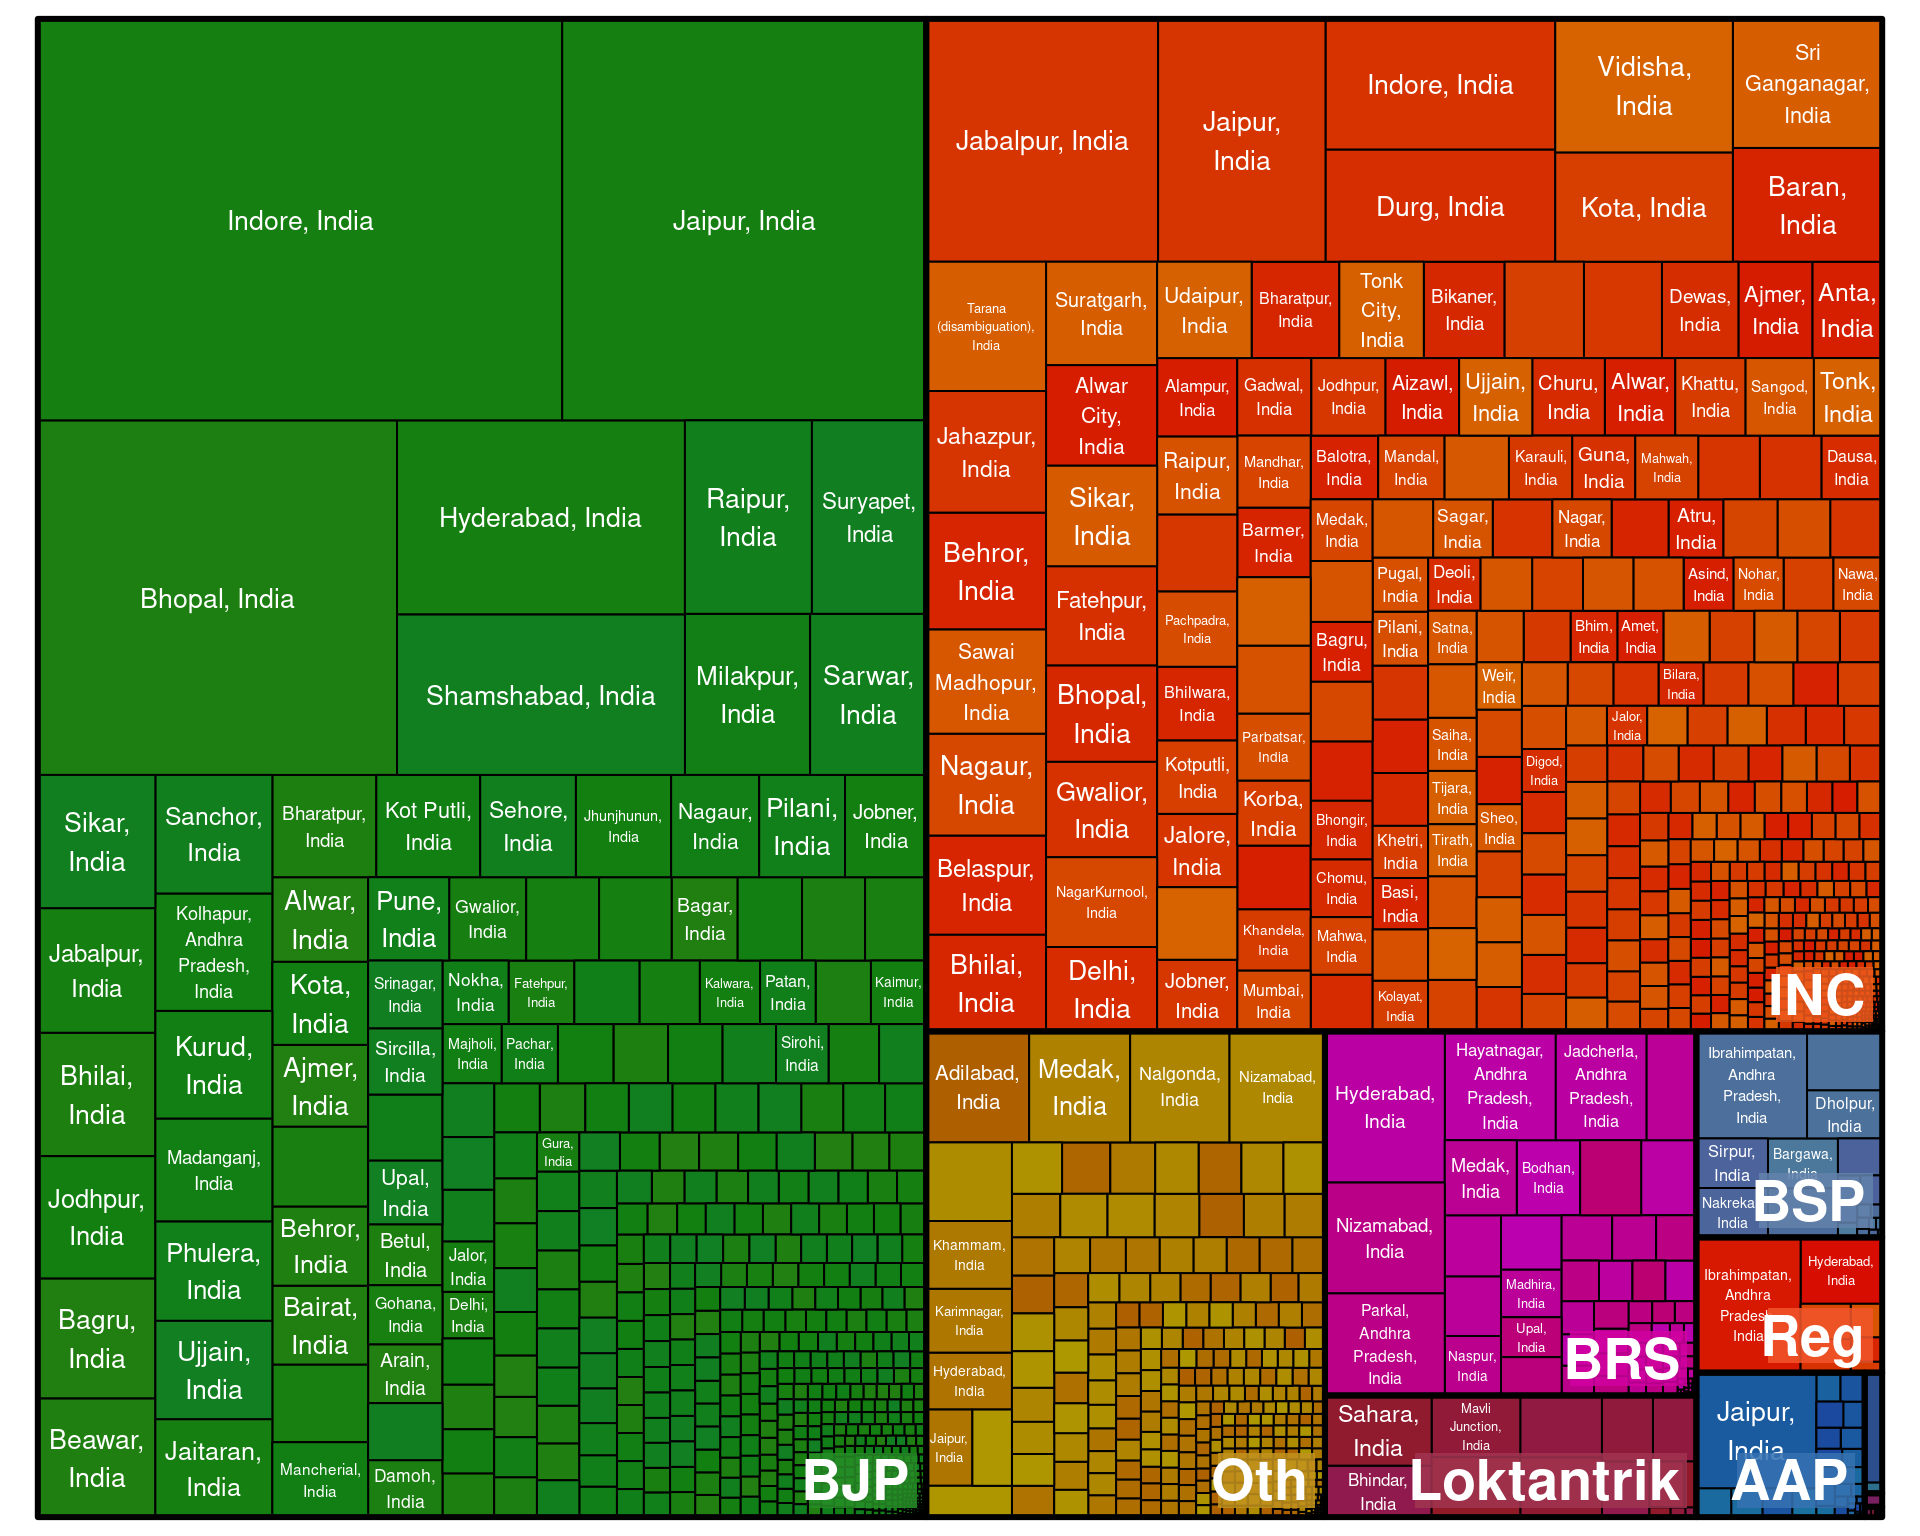 Indore, India
Jaipur, India
Bhopal, India
Hyderabad, India
Raipur,
India
Suryapet,
India
Shamshabad, India
Milakpur,
India
Sarwar,
India
Sikar,
India
Sanchor,
India
Bharatpur,
India
Kot Putli,
India
Sehore,
India
Jhunjhunun,
India
Nagaur,
India
Pilani,
India
Jobner,
India
Jabalpur,
India
Kolhapur,
Andhra
Pradesh,
India
Alwar,
India
Pune,
India
Gwalior,
India
Bagar,
India
Kota,
India
Srinagar,
India
Nokha,
India
Fatehpur,
India
Kalwara,
India
Patan,
India
Kaimur,
India
Bhilai,
India
Kurud,
India
Ajmer,
India
Sircilla,
India
Majholi,
India
Pachar,
India
Sirohi,
India
Madanganj,
India
Gura,
India
Jodhpur,
India
Upal,
India
Phulera,
India
Behror,
India
Betul,
India
Jalor,
India
Bagru,
India
Bairat,
India
Gohana,
India
Delhi,
India
Ujjain,
India
Arain,
India
Beawar,
India
Jaitaran,
India
Mancherial,
India
Damoh,
India
BJP
Jabalpur, India
Jaipur,
India
Indore, India
Vidisha,
India
Sri
Ganganagar,
India
Durg, India
Kota, India
Baran,
India
Tarana
(disambiguation),
India
Suratgarh,
India
Udaipur,
India
Bharatpur,
India
Tonk
City,
India
Bikaner,
India
Dewas,
India
Ajmer,
India
Anta,
India
Alwar
City,
India
Alampur,
India
Gadwal,
India
Jodhpur,
India
Aizawl,
India
Ujjain,
India
Churu,
India
Alwar,
India
Khattu,
India
Sangod,
India
Tonk,
India
Jahazpur,
India
Sikar,
India
Raipur,
India
Mandhar,
India
Balotra,
India
Mandal,
India
Karauli,
India
Guna,
India
Mahwah,
India
Dausa,
India
Behror,
India
Barmer,
India
Medak,
India
Sagar,
India
Nagar,
India
Atru,
India
Fatehpur,
India
Pugal,
India
Deoli,
India
Asind,
India
Nohar,
India
Nawa,
India
Sawai
Madhopur,
India
Pachpadra,
India
Bagru,
India
Pilani,
India
Satna,
India
Bhim,
India
Amet,
India
Bhopal,
India
Bhilwara,
India
Weir,
India
Bilara,
India
Nagaur,
India
Parbatsar,
India
Saiha,
India
Jalor,
India
Gwalior,
India
Kotputli,
India
Korba,
India
Tijara,
India
Digod,
India
Belaspur,
India
Jalore,
India
Bhongir,
India
Khetri,
India
Tirath,
India
Sheo,
India
NagarKurnool,
India
Chomu,
India
Basi,
India
Bhilai,
India
Khandela,
India
Mahwa,
India
Delhi,
India
Jobner,
India
Mumbai,
India
Kolayat,
India
INC
Adilabad,
India
Medak,
India
Nalgonda,
India
Nizamabad,
India
Khammam,
India
Karimnagar,
India
Hyderabad,
India
Jaipur,
India
Oth
Hyderabad,
India
Hayatnagar,
Andhra
Pradesh,
India
Jadcherla,
Andhra
Pradesh,
India
Medak,
India
Bodhan,
India
Nizamabad,
India
Madhira,
India
Parkal,
Andhra
Pradesh,
India
Naspur,
India
Upal,
India
BRS
Sahara,
India
Mavli
Junction,
India
Bhindar,
India
Loktantrik
Ibrahimpatan,
Andhra
Pradesh,
India
Dholpur,
India
Sirpur,
India
Bargawa,
India
Nakreka
India
BSP
Ibrahimpatan,
Andhra
Pradesh,
India
Hyderabad,
India
Reg
Jaipur,
India
AAP